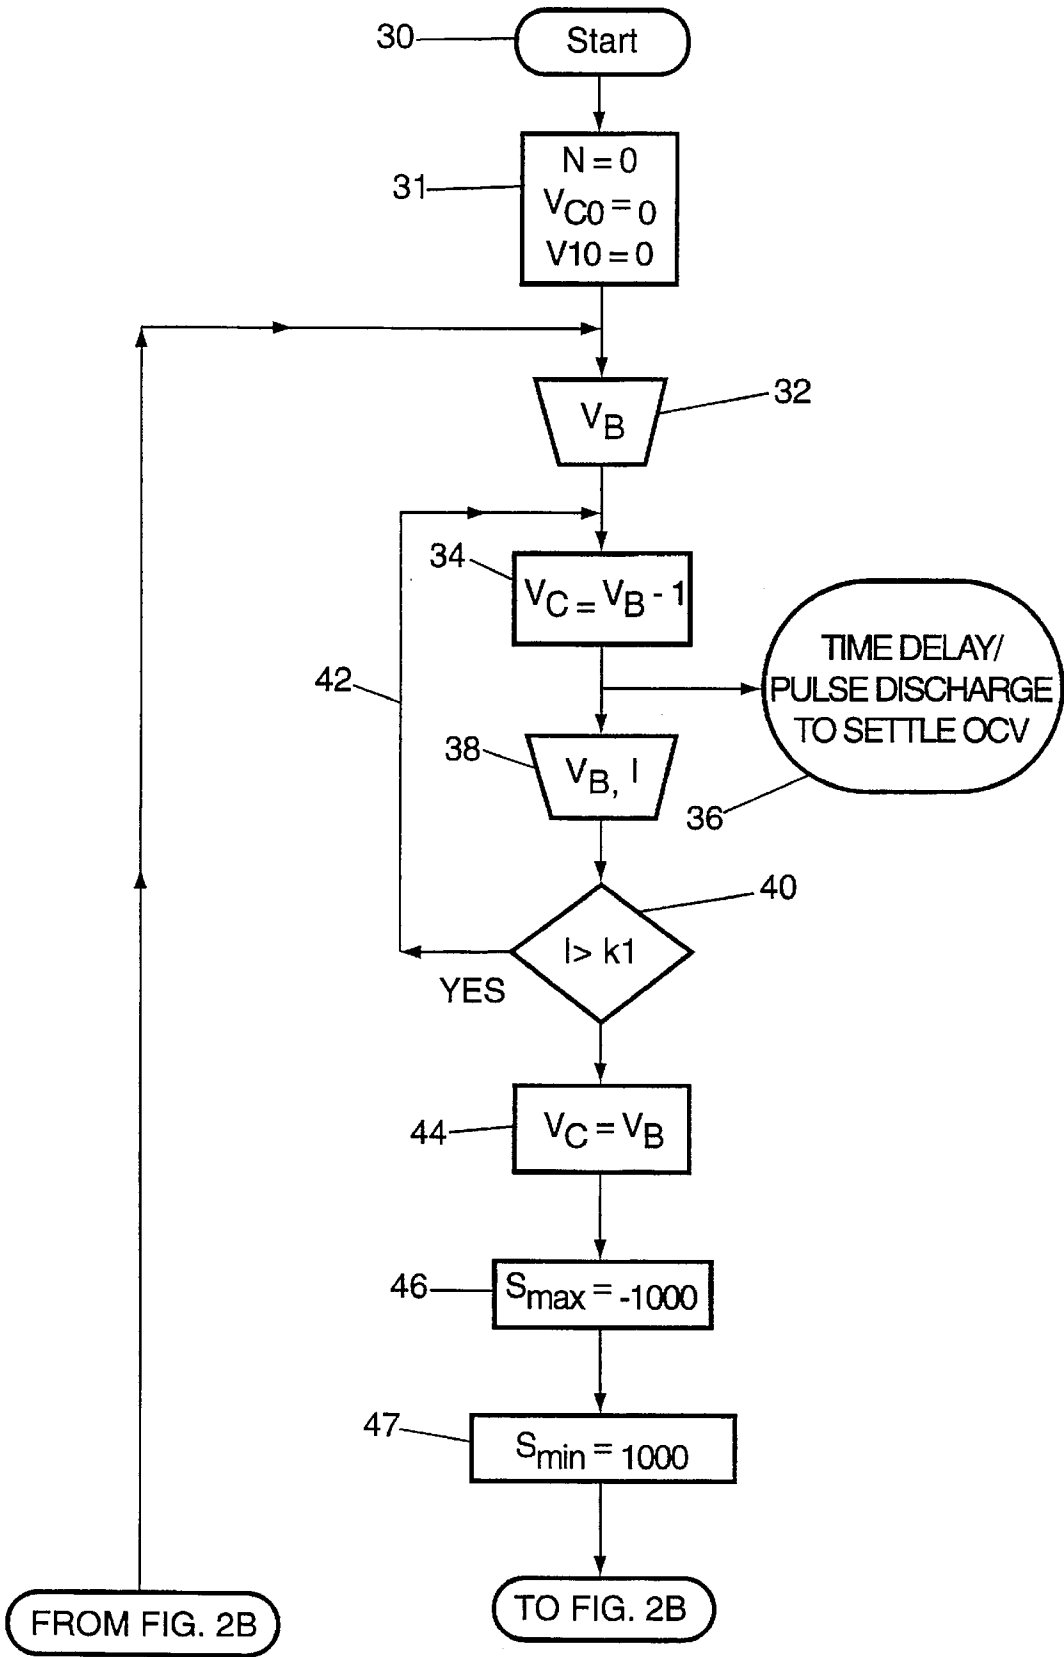 30
Start
31
N = 0
VC0 = 0
V10 = 0
32
VB
34
VC = VB - 1
TIME DELAY/
PULSE DISCHARGE
TO SETTLE OCV
36
42
38
VB, I
40
I> k1
YES
44
VC = VB
46
Smax = -1000
47
Smin = 1000
FROM FIG. 2B
TO FIG. 2B